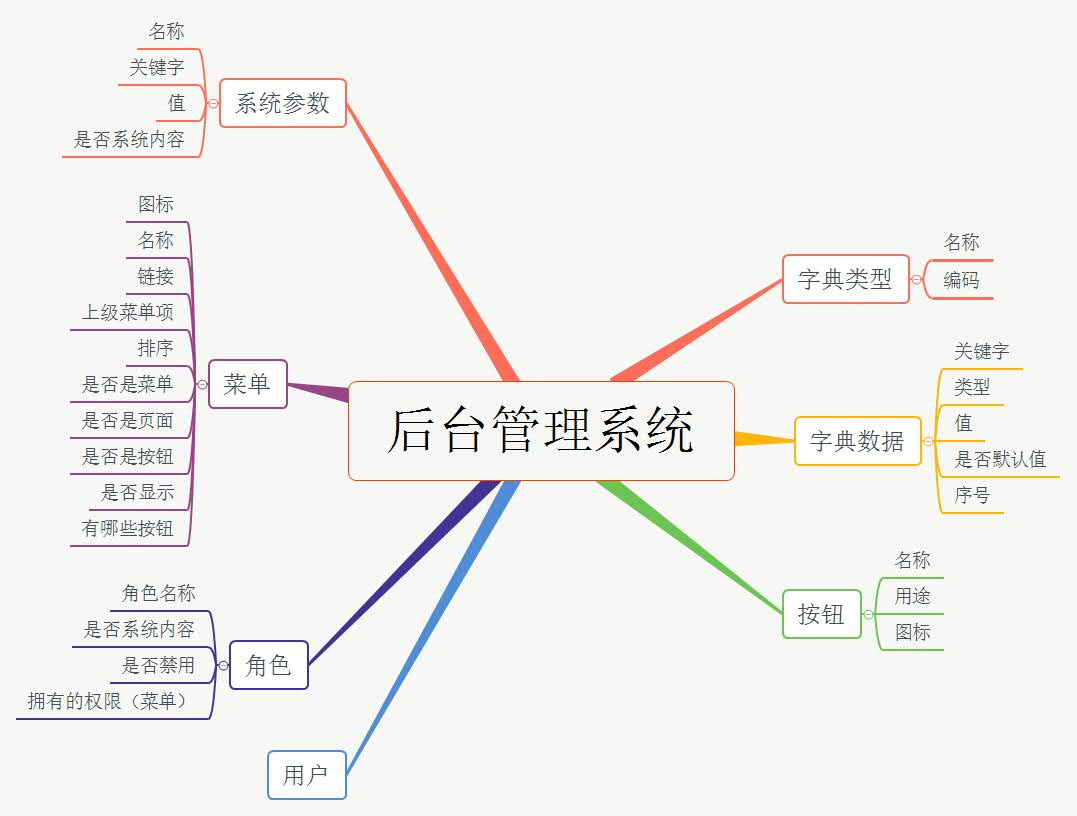 后台管理系统
字典类型
名称
编码
字典数据
关键字
类型
值
是否默认值
序号
按钮
名称
用途
图标
系统参数
名称
关键字
值
是否系统内容
菜单
图标
名称
链接
上级菜单项
排序
是否是菜单
是否是页面
是否是按钮
是否显示
有哪些按钮
角色
角色名称
是否系统内容
是否禁用
拥有的权限（菜单）
用户